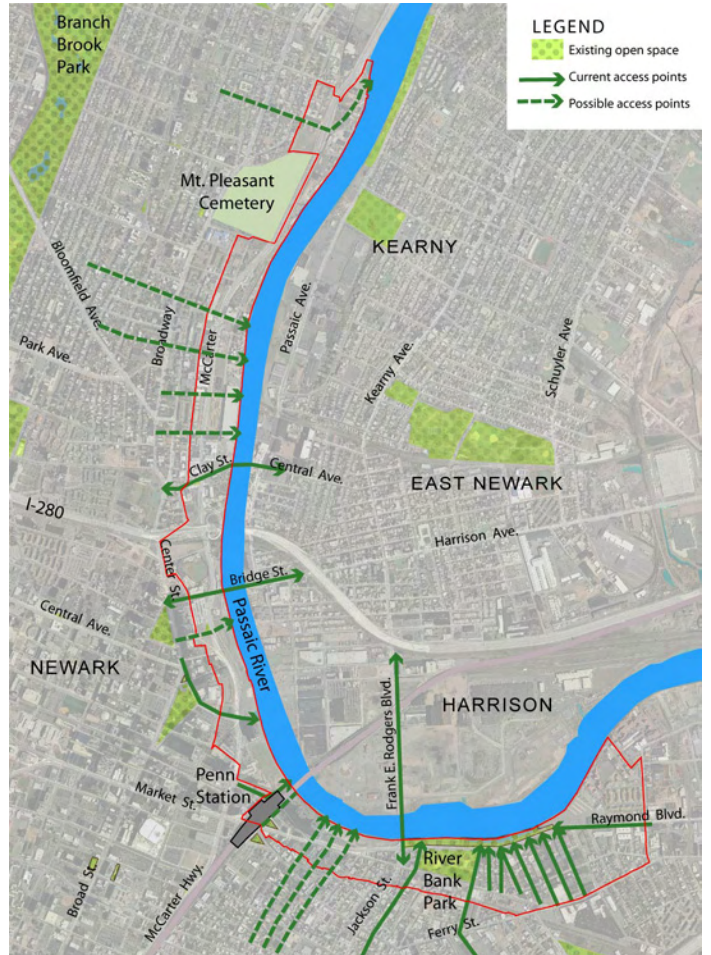 Branch
Brook
Park
LEGEND
Existing open space
Current access points
Possible access points
Mt. Pleasant
Cemetery
KEARNY
Bloomfield Ave.
Broadway
McCarter
Passaic Ave.
Park Ave.
Kearny Ave.
Schuyler Ave
Clay St.
Central Ave.
EAST NEWARK
I-280
Harrison Ave.
Center St.
Bridge St.
Central Ave.
Passaic River
NEWARK
HARRISON
Frank E. Rodgers Blvd.
Penn
Station
Market St.
Raymond Blvd.
River
Bank
Park
Broad St.
McCarter Hwy.
Jackson St.
Ferry St.